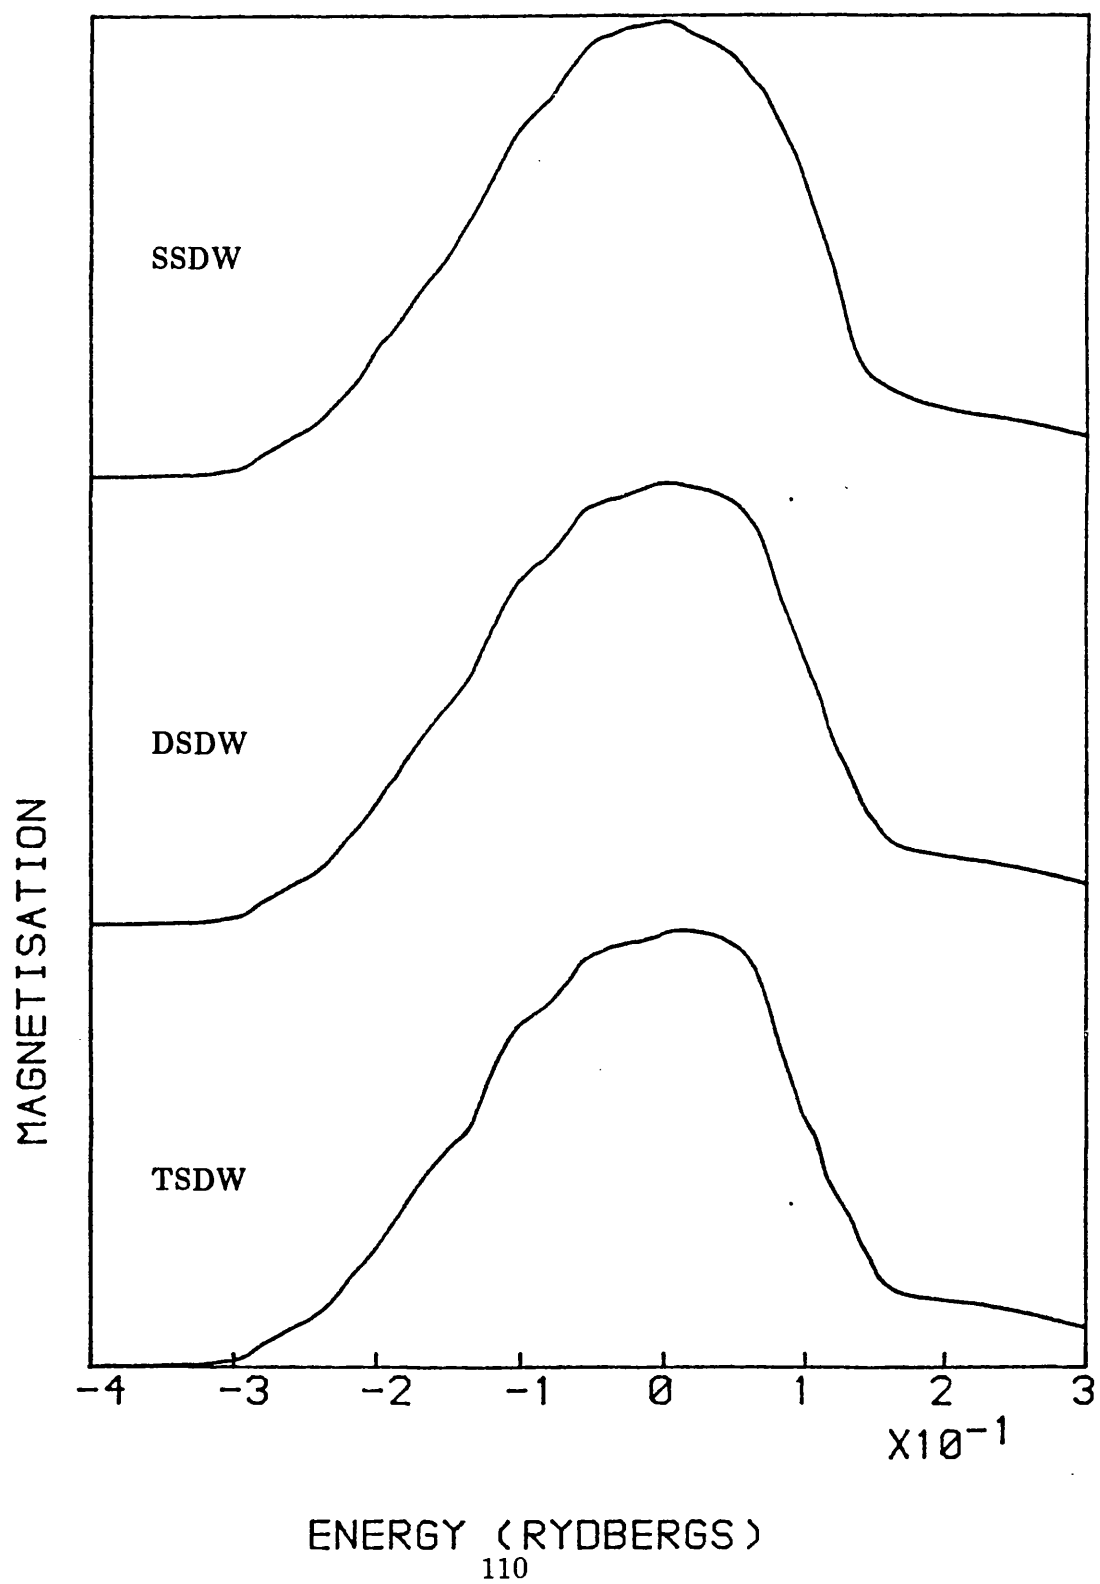 SSDW
DSDW
TSDW
MAGNETISATION
-4 -3 -2 -1 0 1 2 3
X10⁻¹
ENERGY (RYDBERGS)
110